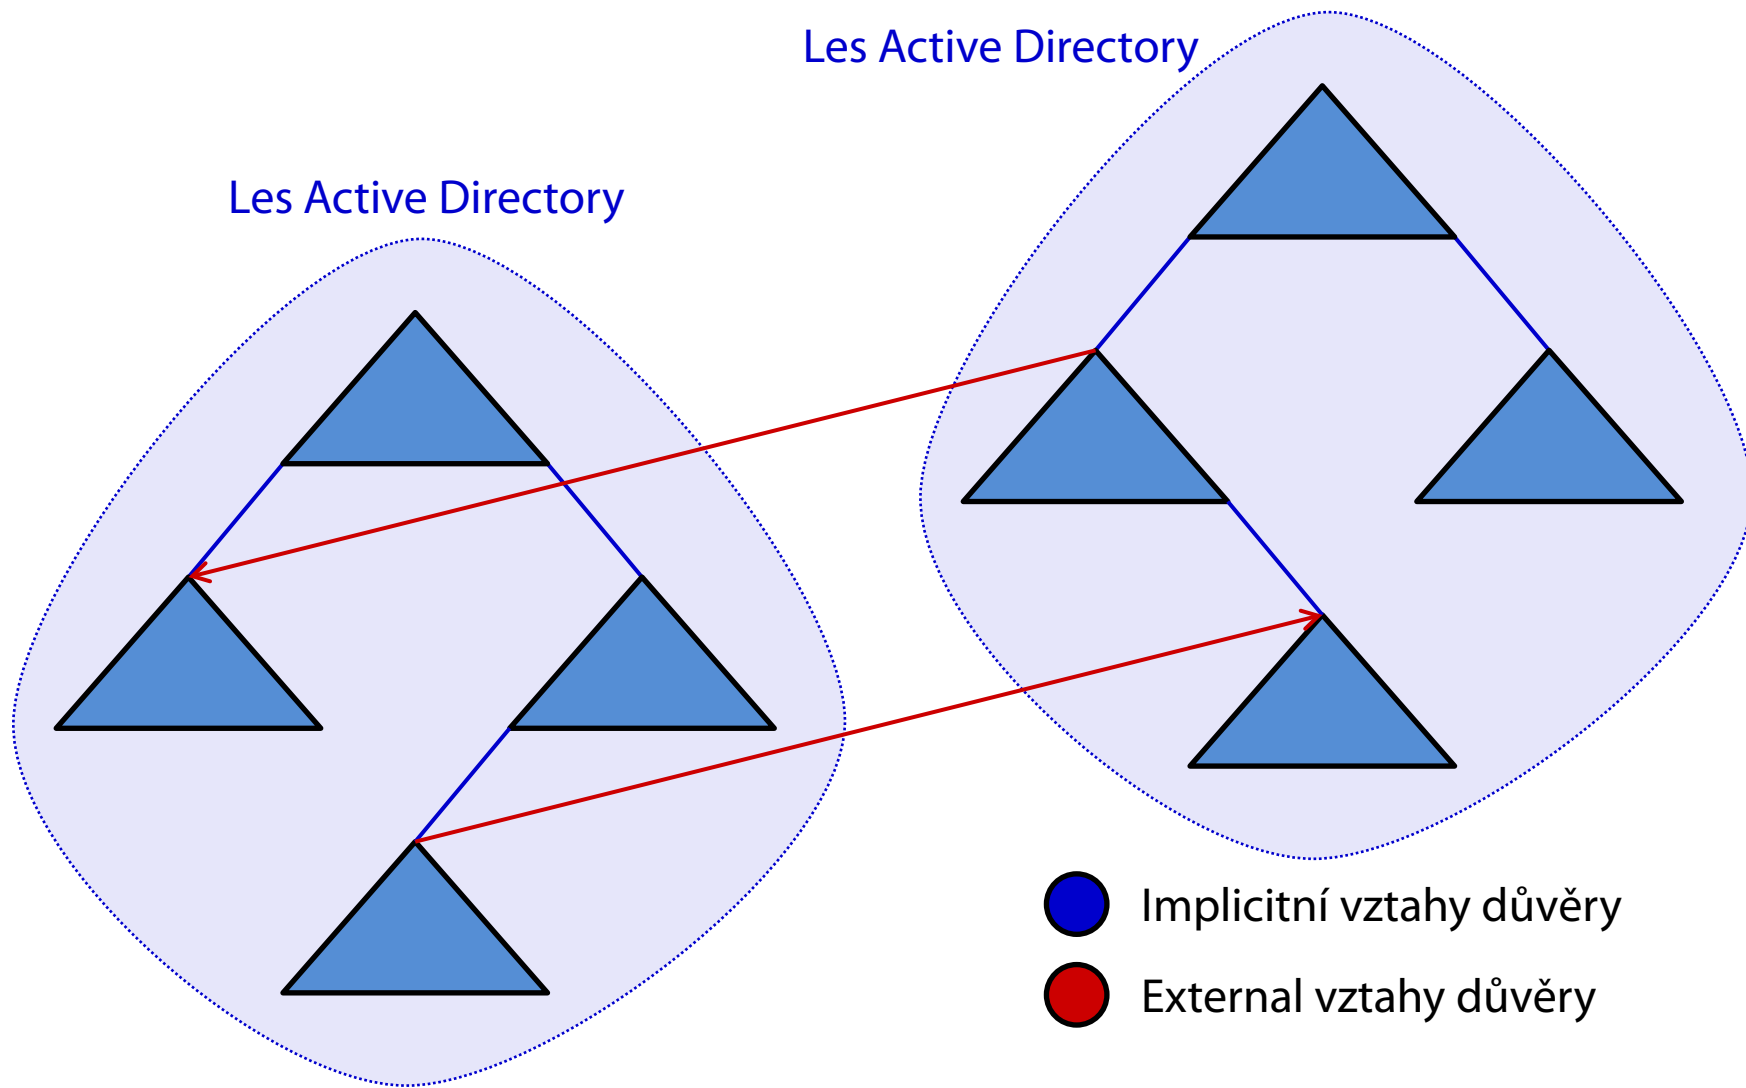 Les Active Directory
Les Active Directory
Implicitní vztahy důvěry
External vztahy důvěry